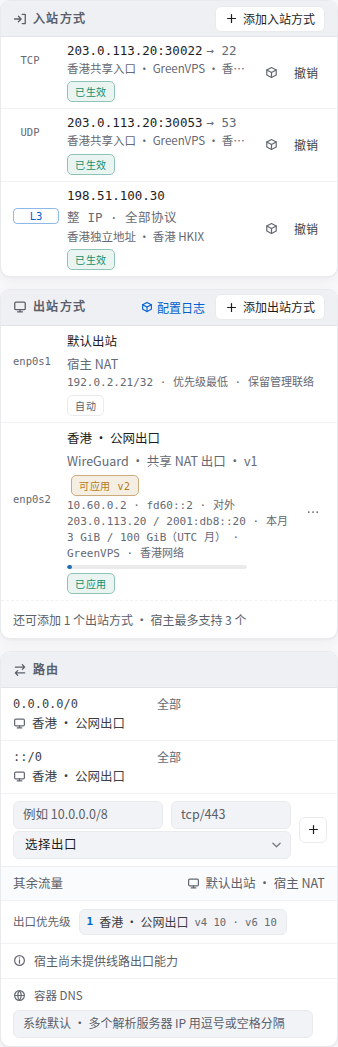 入站方式
+ 添加入站方式
TCP
203.0.113.20:30022 → 22
香港共享入口 • GreenVPS • 香…
撤销
已生效
UDP
203.0.113.20:30053 → 53
香港共享入口 • GreenVPS • 香…
撤销
已生效
L3
198.51.100.30
整 IP · 全部协议
香港独立地址 • 香港 HKIX
撤销
已生效
出站方式
配置日志
+ 添加出站方式
enp0s1
默认出站
宿主 NAT
192.0.2.21/32 · 优先级最低 · 保留管理联络
自动
enp0s2
香港 • 公网出口
WireGuard • 共享 NAT 出口 • v1
可应用 v2
10.60.0.2 · fd60::2 · 对外
203.0.113.20 / 2001:db8::20 · 本月
3 GiB / 100 GiB（UTC 月） ·
GreenVPS · 香港网络
…
已应用
还可添加 1 个出站方式 • 宿主最多支持 3 个
路由
0.0.0.0/0 全部
香港 • 公网出口
::/0 全部
香港 • 公网出口
例如 10.0.0.0/8
tcp/443
+
选择出口
其余流量
默认出站 • 宿主 NAT
出口优先级
1 香港 • 公网出口 v4 10 · v6 10
宿主尚未提供线路出口能力
容器 DNS
系统默认 • 多个解析服务器 IP 用逗号或空格分隔